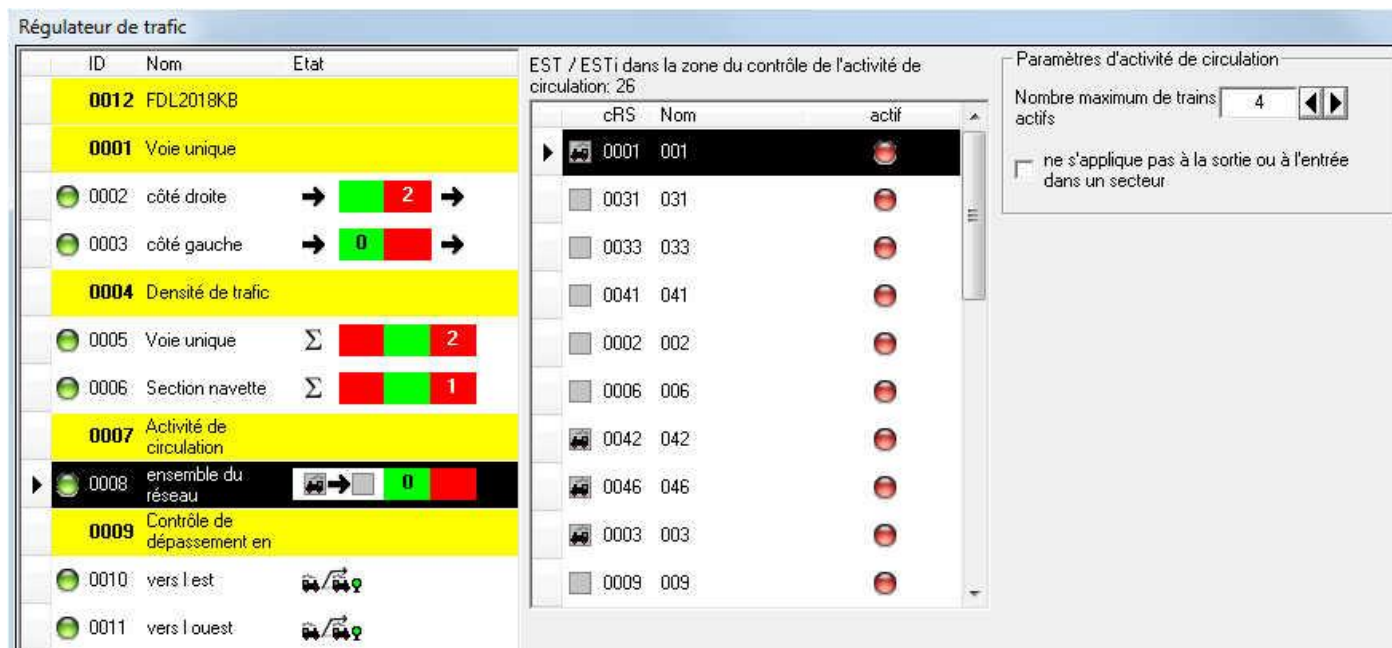 Régulateur de trafic
ID Nom Etat
0012 FDL2018KB
0001 Voie unique
0002 côté droite 2
0003 côté gauche 0
0004 Densité de trafic
0005 Voie unique Σ 2
0006 Section navette Σ 1
0007 Activité de
circulation
0008 ensemble du
réseau 0
0009 Contrôle de
dépassement en
0010 vers l est
0011 vers l ouest
EST / ESTi dans la zone du contrôle de l'activité de
circulation: 26
cRS Nom actif
0001 001
0031 031
0033 033
0041 041
0002 002
0006 006
0042 042
0046 046
0003 003
0009 009
Paramètres d'activité de circulation
Nombre maximum de trains 4
actifs
ne s'applique pas à la sortie ou à l'entrée
dans un secteur